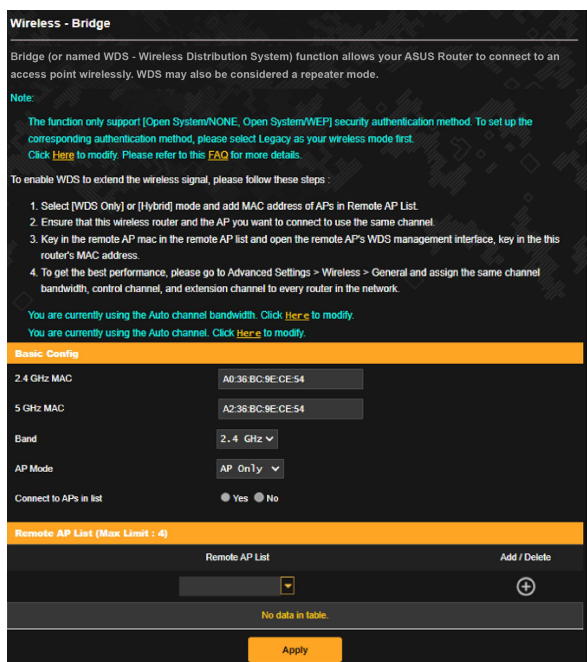 Wireless - Bridge
Bridge (or named WDS - Wireless Distribution System) function allows your ASUS Router to connect to an
access point wirelessly. WDS may also be considered a repeater mode.
Note:
The function only support [Open System/NONE, Open System/WEP] security authentication method. To set up the
corresponding authentication method, please select Legacy as your wireless mode first.
Click Here to modify. Please refer to this FAQ for more details.
To enable WDS to extend the wireless signal, please follow these steps :
1. Select [WDS Only] or [Hybrid] mode and add MAC address of APs in Remote AP List.
2. Ensure that this wireless router and the AP you want to connect to use the same channel.
3. Key in the remote AP mac in the remote AP list and open the remote AP's WDS management interface, key in the this
router's MAC address.
4. To get the best performance, please go to Advanced Settings > Wireless > General and assign the same channel
bandwidth, control channel, and extension channel to every router in the network.
You are currently using the Auto channel bandwidth. Click Here to modify.
You are currently using the Auto channel. Click Here to modify.
Basic Config
2.4 GHz MAC A0:36:BC:9E:CE:54
5 GHz MAC A2:36:BC:9E:CE:54
Band 2.4 GHz
AP Mode AP Only
Connect to APs in list Yes No
Remote AP List (Max Limit : 4)
Remote AP List Add / Delete
No data in table.
Apply